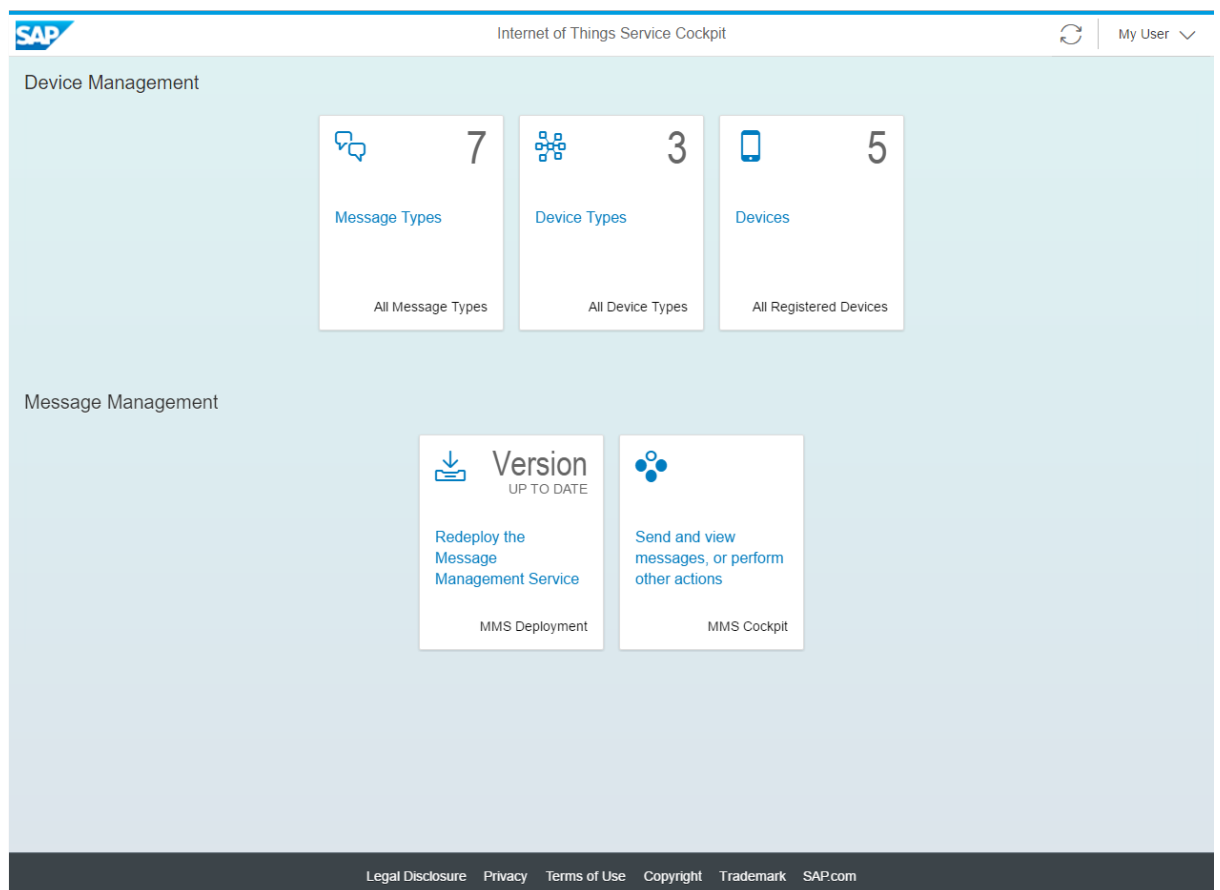 SAP
Internet of Things Service Cockpit
My User
Device Management
7
Message Types
All Message Types
3
Device Types
All Device Types
5
Devices
All Registered Devices
Message Management
Version
UP TO DATE
Redeploy the
Message
Management Service
MMS Deployment
Send and view
messages, or perform
other actions
MMS Cockpit
Legal Disclosure Privacy Terms of Use Copyright Trademark SAP.com